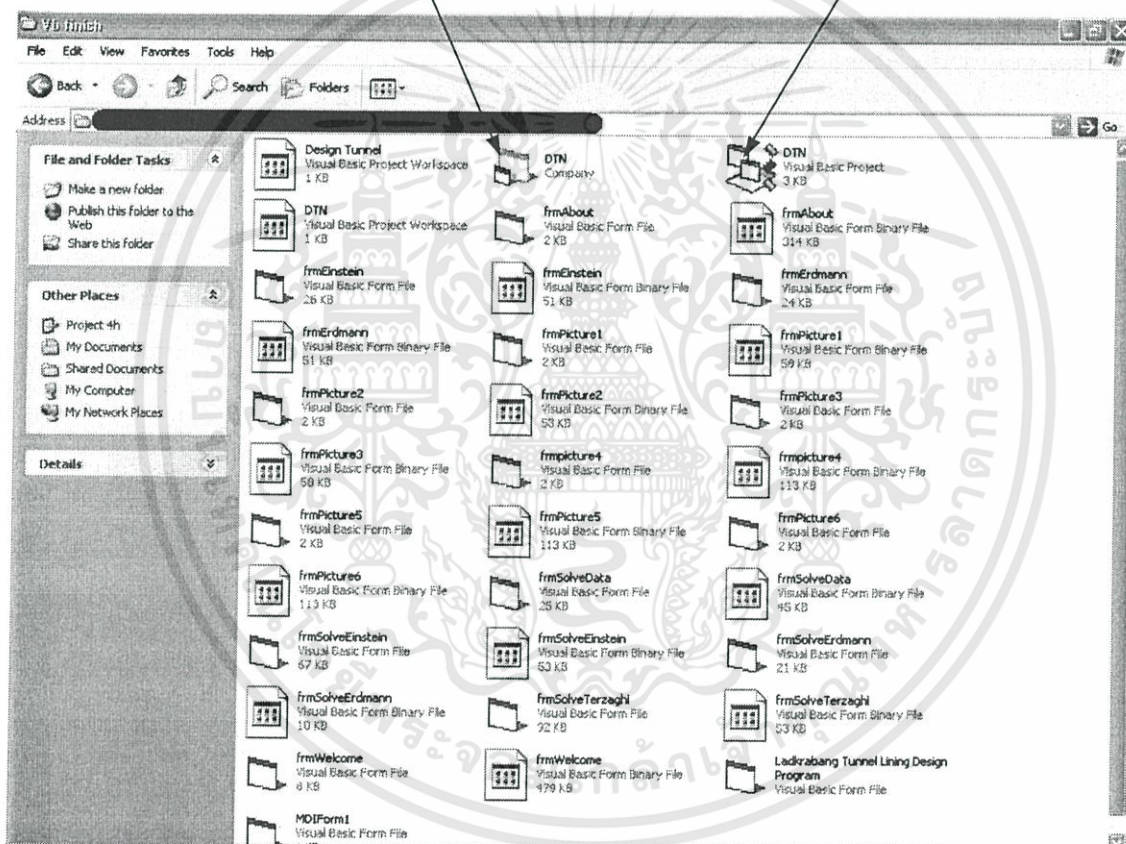 Vb finish
File Edit View Favorites Tools Help
Back Search Folders
Address Go
File and Folder Tasks
Make a new folder
Publish this folder to the
Web
Share this folder
Other Places
Project 4h
My Documents
Shared Documents
My Computer
My Network Places
Details
Design Tunnel
Visual Basic Project Workspace
1 KB
DTN
Company
DTN
Visual Basic Project
3 KB
DTN
Visual Basic Project Workspace
1 KB
frmAbout
Visual Basic Form File
2 KB
frmAbout
Visual Basic Form Binary File
314 KB
frmEinstein
Visual Basic Form File
26 KB
frmEinstein
Visual Basic Form Binary File
51 KB
frmErdmann
Visual Basic Form File
24 KB
frmErdmann
Visual Basic Form Binary File
51 KB
frmPicture1
Visual Basic Form File
2 KB
frmPicture1
Visual Basic Form Binary File
58 KB
frmPicture2
Visual Basic Form File
2 KB
frmPicture2
Visual Basic Form Binary File
53 KB
frmPicture3
Visual Basic Form File
2 KB
frmPicture3
Visual Basic Form Binary File
58 KB
frmpicture4
Visual Basic Form File
2 KB
frmpicture4
Visual Basic Form Binary File
113 KB
frmPicture5
Visual Basic Form File
2 KB
frmPicture5
Visual Basic Form Binary File
113 KB
frmPicture6
Visual Basic Form File
2 KB
frmPicture6
Visual Basic Form Binary File
113 KB
frmSolveData
Visual Basic Form File
25 KB
frmSolveData
Visual Basic Form Binary File
45 KB
frmSolveEinstein
Visual Basic Form File
67 KB
frmSolveEinstein
Visual Basic Form Binary File
53 KB
frmSolveErdmann
Visual Basic Form File
21 KB
frmSolveErdmann
Visual Basic Form Binary File
10 KB
frmSolveTerzaghi
Visual Basic Form File
92 KB
frmSolveTerzaghi
Visual Basic Form Binary File
53 KB
frmWelcome
Visual Basic Form File
8 KB
frmWelcome
Visual Basic Form Binary File
479 KB
Ladkrabang Tunnel Lining Design
Program
Visual Basic Form File
MDIForm1
Visual Basic Form File